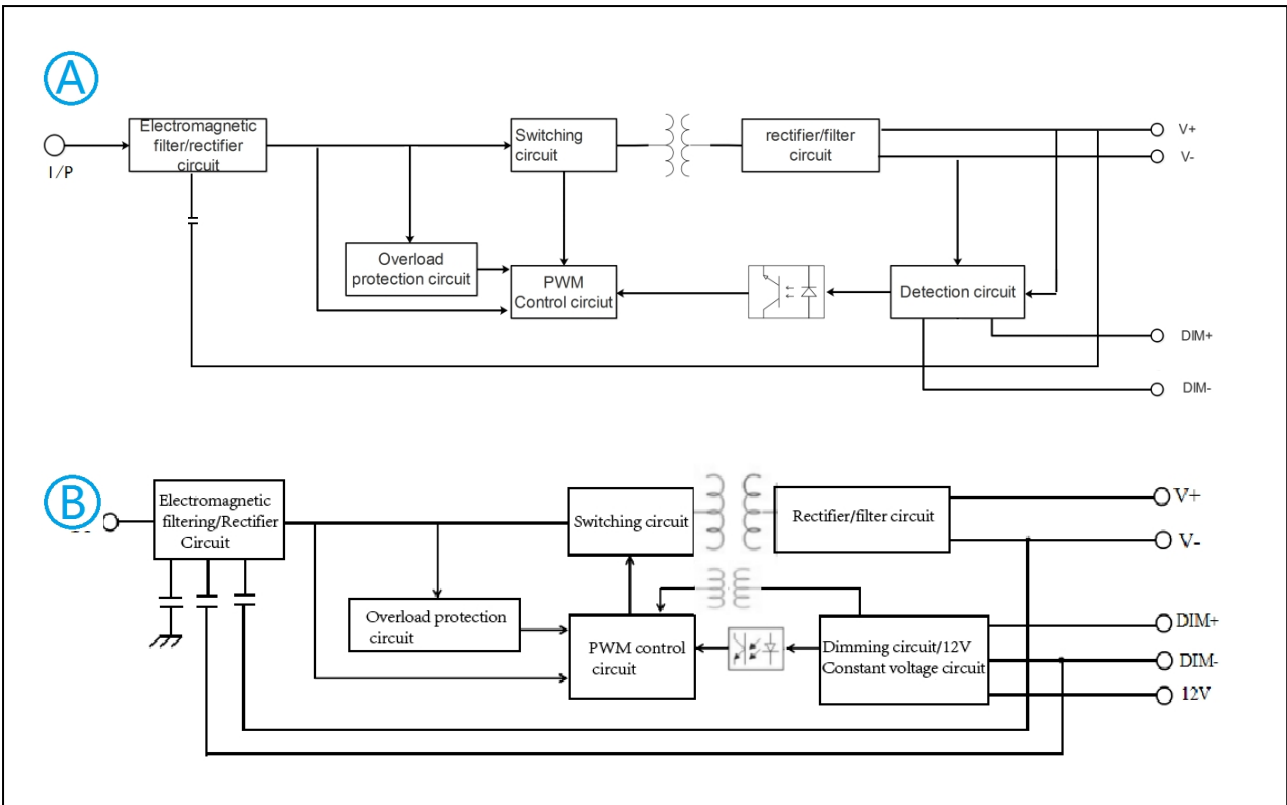 A
Electromagnetic
filter/rectifier
circuit
I/P
Switching
circuit
rectifier/filter
circuit
V+
V-
Overload
protection circuit
PWM
Control circiut
Detection circuit
DIM+
DIM-
B
Electromagnetic
filtering/Rectifier
Circuit
Switching circuit
Rectifier/filter circuit
V+
V-
Overload protection
circuit
PWM control
circuit
Dimming circuit/12V
Constant voltage circuit
DIM+
DIM-
12V